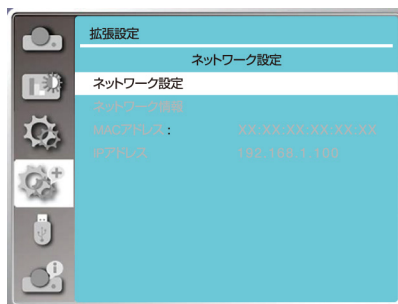 拡張設定
ネットワーク設定
ネットワーク設定
ネットワーク情報
MACアドレス : XX.XX.XX.XX.XX.XX
IPアドレス 192.168.1.100